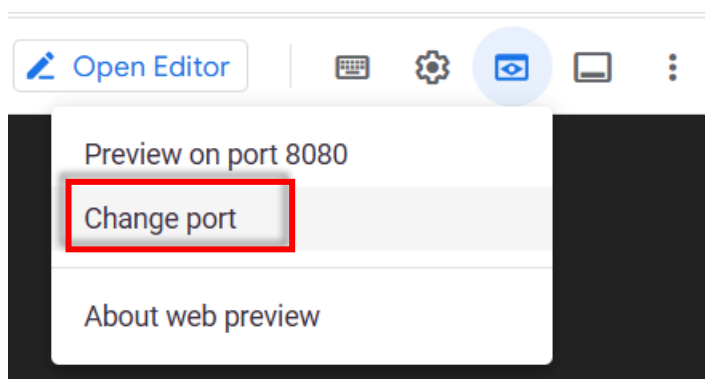 Open Editor
Preview on port 8080
Change port
About web preview